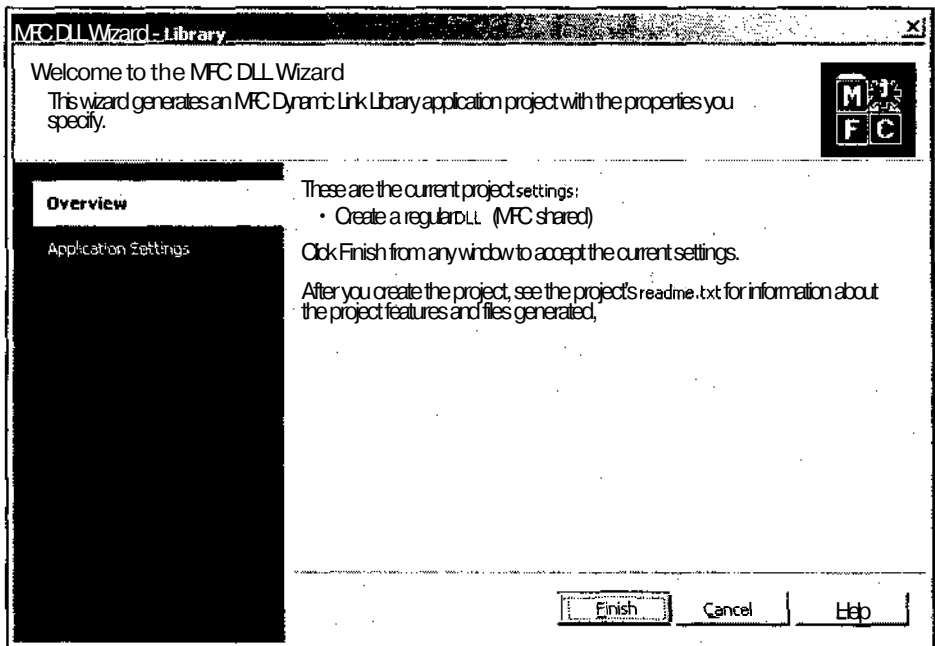 MFC DLL Wizard - Library
Welcome to the MFC DLL Wizard
This wizard generates an MFC Dynamic Link Library application project with the properties you
specify.
M
F C
Overview
Application Settings
These are the current project settings:
• Create a regular DLL (MFC shared)
Click Finish from any window to accept the current settings.
After you create the project, see the project's readme.txt for information about
the project features and files generated,
Finish Cancel Help